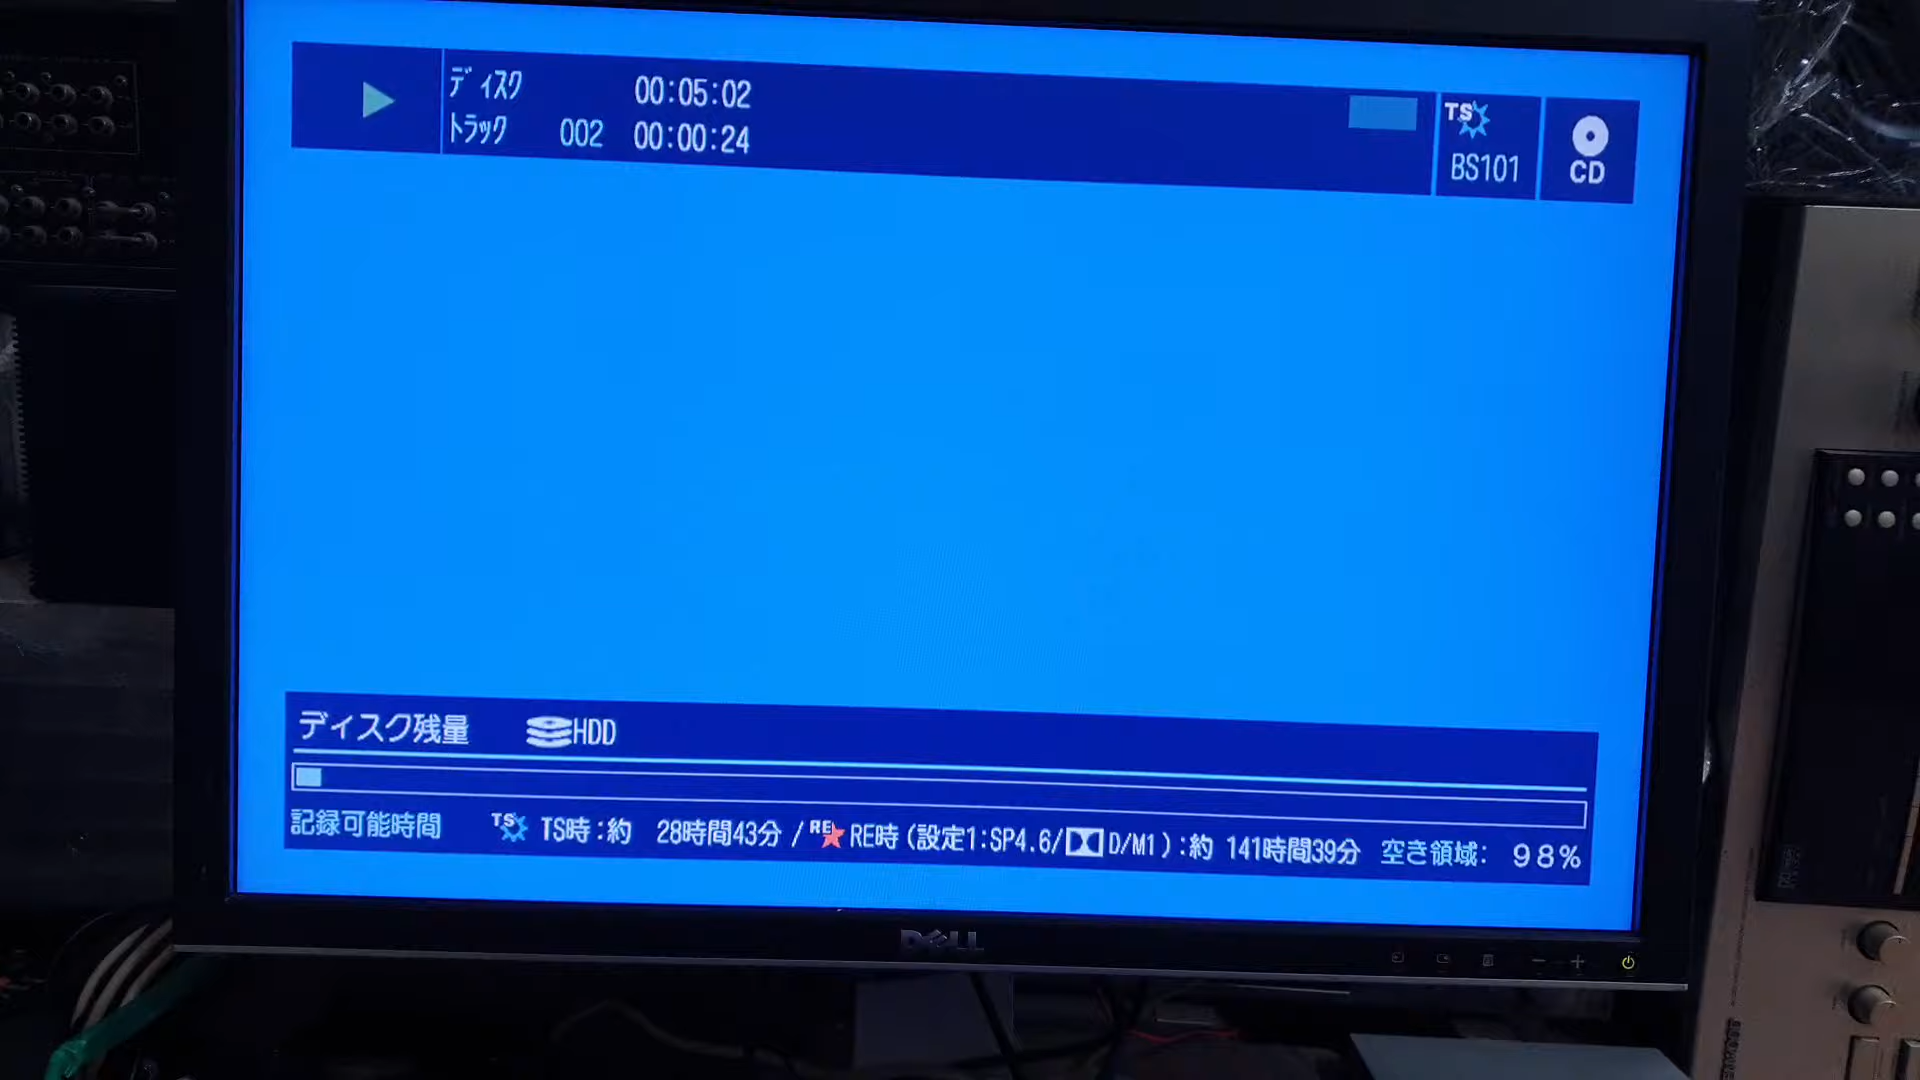 ディスク 00:05:02
トラック 002 00:00:24
TS
BS101
CD
ディスク残量 HDD
記録可能時間 TS TS時:約 28時間43分 / RE RE時(設定1:SP4.6/D/M1):約 141時間39分 空き領域: 98%
DELL